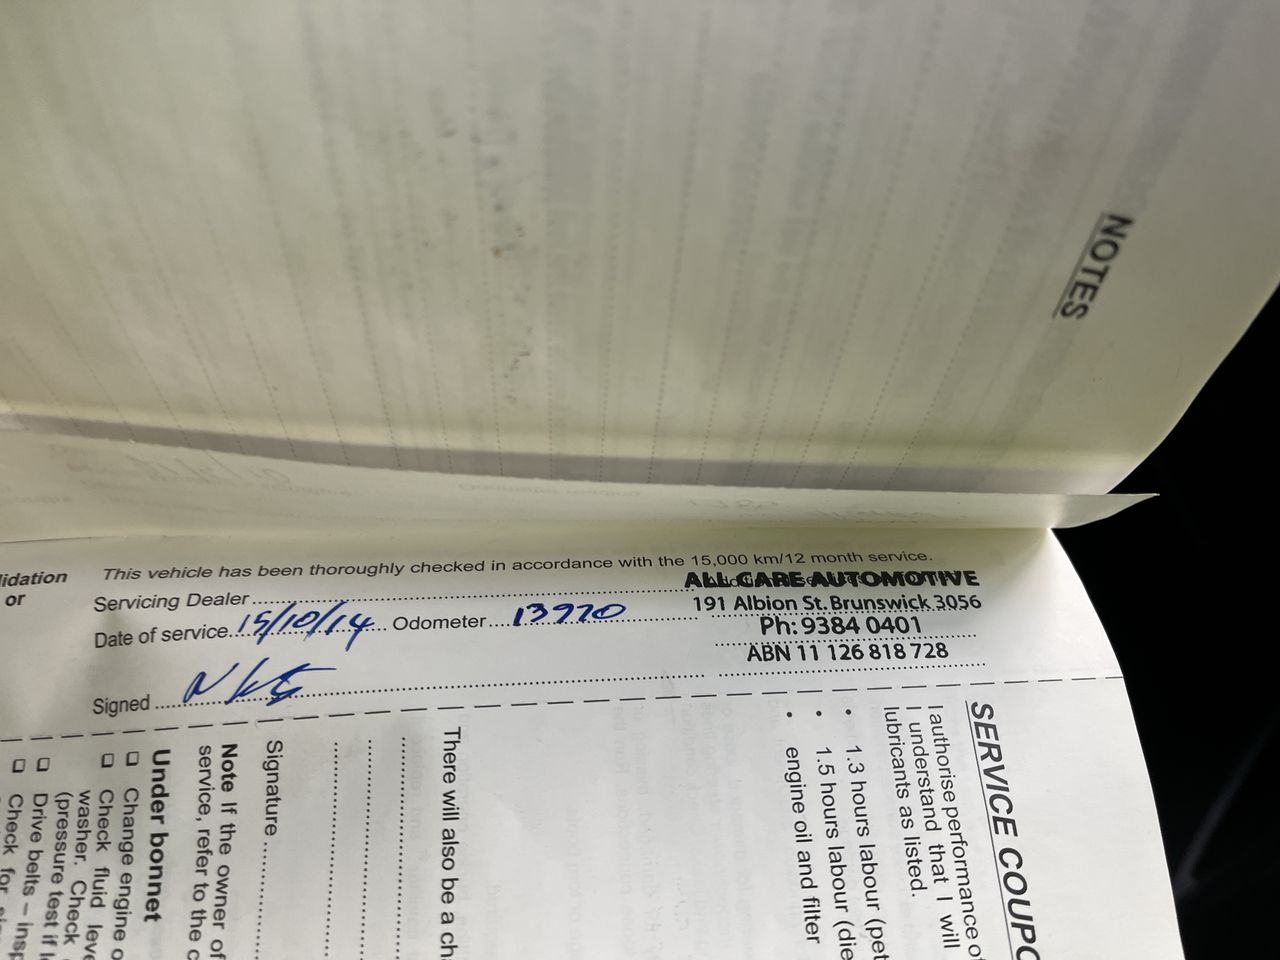 NOTES
This vehicle has been thoroughly checked in accordance with the 15,000 km/12 month service.
Servicing Dealer
Date of service 15/10/14 Odometer 13970
Signed
ALL CARE AUTOMOTIVE
191 Albion St. Brunswick 3056
Ph: 9384 0401
ABN 11 126 818 728
lidation
or
SERVICE COUPO
I authorise performance of
I understand that I will
lubricants as listed.
• 1.3 hours labour (pet
• 1.5 hours labour (die
• engine oil and filter
There will also be a ch
Signature
Note If the owner of
service, refer to the c
Under bonnet
Change engine o
Check fluid leve
washer. Check
(pressure test if
Drive belts – insp
Check for